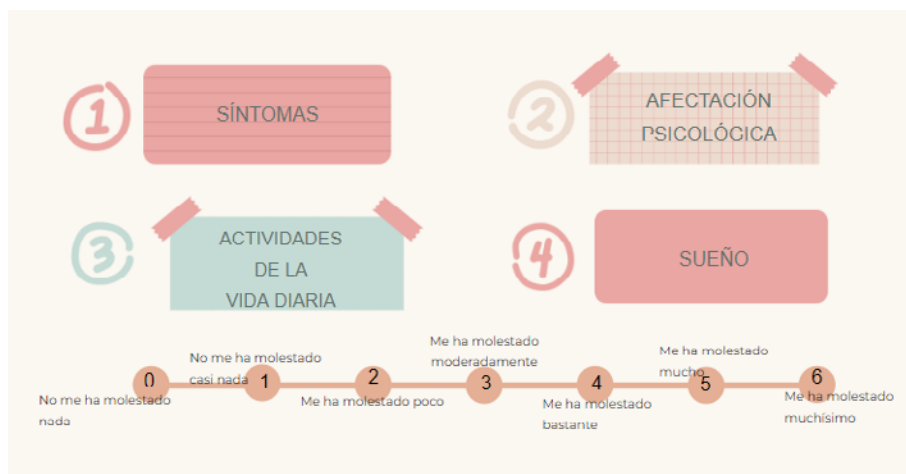 1
SÍNTOMAS
2
AFECTACIÓN
PSICOLÓGICA
3
ACTIVIDADES
DE LA
VIDA DIARIA
4
SUEÑO
0
No me ha molestado
nada
No me ha molestado
casi nada
1
2
Me ha molestado poco
Me ha molestado
moderadamente
3
4
Me ha molestado
bastante
Me ha molestado
mucho
5
6
Me ha molestado
muchísimo